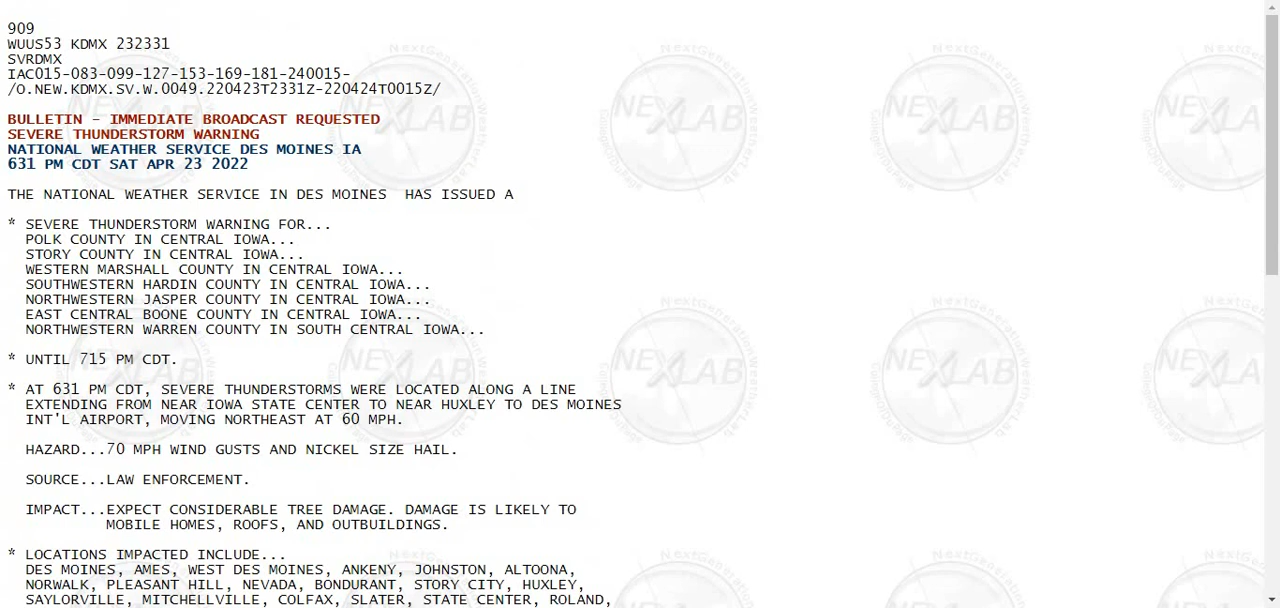 909
WUUS53 KDMX 232331
SVRDMX
IAC015-083-099-127-153-169-181-240015-
/O.NEW.KDMX.SV.W.0049.220423T2331Z-220424T0015Z/
BULLETIN - IMMEDIATE BROADCAST REQUESTED
SEVERE THUNDERSTORM WARNING
NATIONAL WEATHER SERVICE DES MOINES IA
631 PM CDT SAT APR 23 2022
THE NATIONAL WEATHER SERVICE IN DES MOINES  HAS ISSUED A
* SEVERE THUNDERSTORM WARNING FOR...
POLK COUNTY IN CENTRAL IOWA...
STORY COUNTY IN CENTRAL IOWA...
WESTERN MARSHALL COUNTY IN CENTRAL IOWA...
SOUTHWESTERN HARDIN COUNTY IN CENTRAL IOWA...
NORTHWESTERN JASPER COUNTY IN CENTRAL IOWA...
EAST CENTRAL BOONE COUNTY IN CENTRAL IOWA...
NORTHWESTERN WARREN COUNTY IN SOUTH CENTRAL IOWA...
* UNTIL 715 PM CDT.
* AT 631 PM CDT, SEVERE THUNDERSTORMS WERE LOCATED ALONG A LINE
EXTENDING FROM NEAR IOWA STATE CENTER TO NEAR HUXLEY TO DES MOINES
INT'L AIRPORT, MOVING NORTHEAST AT 60 MPH.
HAZARD...70 MPH WIND GUSTS AND NICKEL SIZE HAIL.
SOURCE...LAW ENFORCEMENT.
IMPACT...EXPECT CONSIDERABLE TREE DAMAGE. DAMAGE IS LIKELY TO
MOBILE HOMES, ROOFS, AND OUTBUILDINGS.
* LOCATIONS IMPACTED INCLUDE...
DES MOINES, AMES, WEST DES MOINES, ANKENY, JOHNSTON, ALTOONA,
NORWALK, PLEASANT HILL, NEVADA, BONDURANT, STORY CITY, HUXLEY,
SAYLORVILLE, MITCHELLVILLE, COLFAX, SLATER, STATE CENTER, ROLAND,